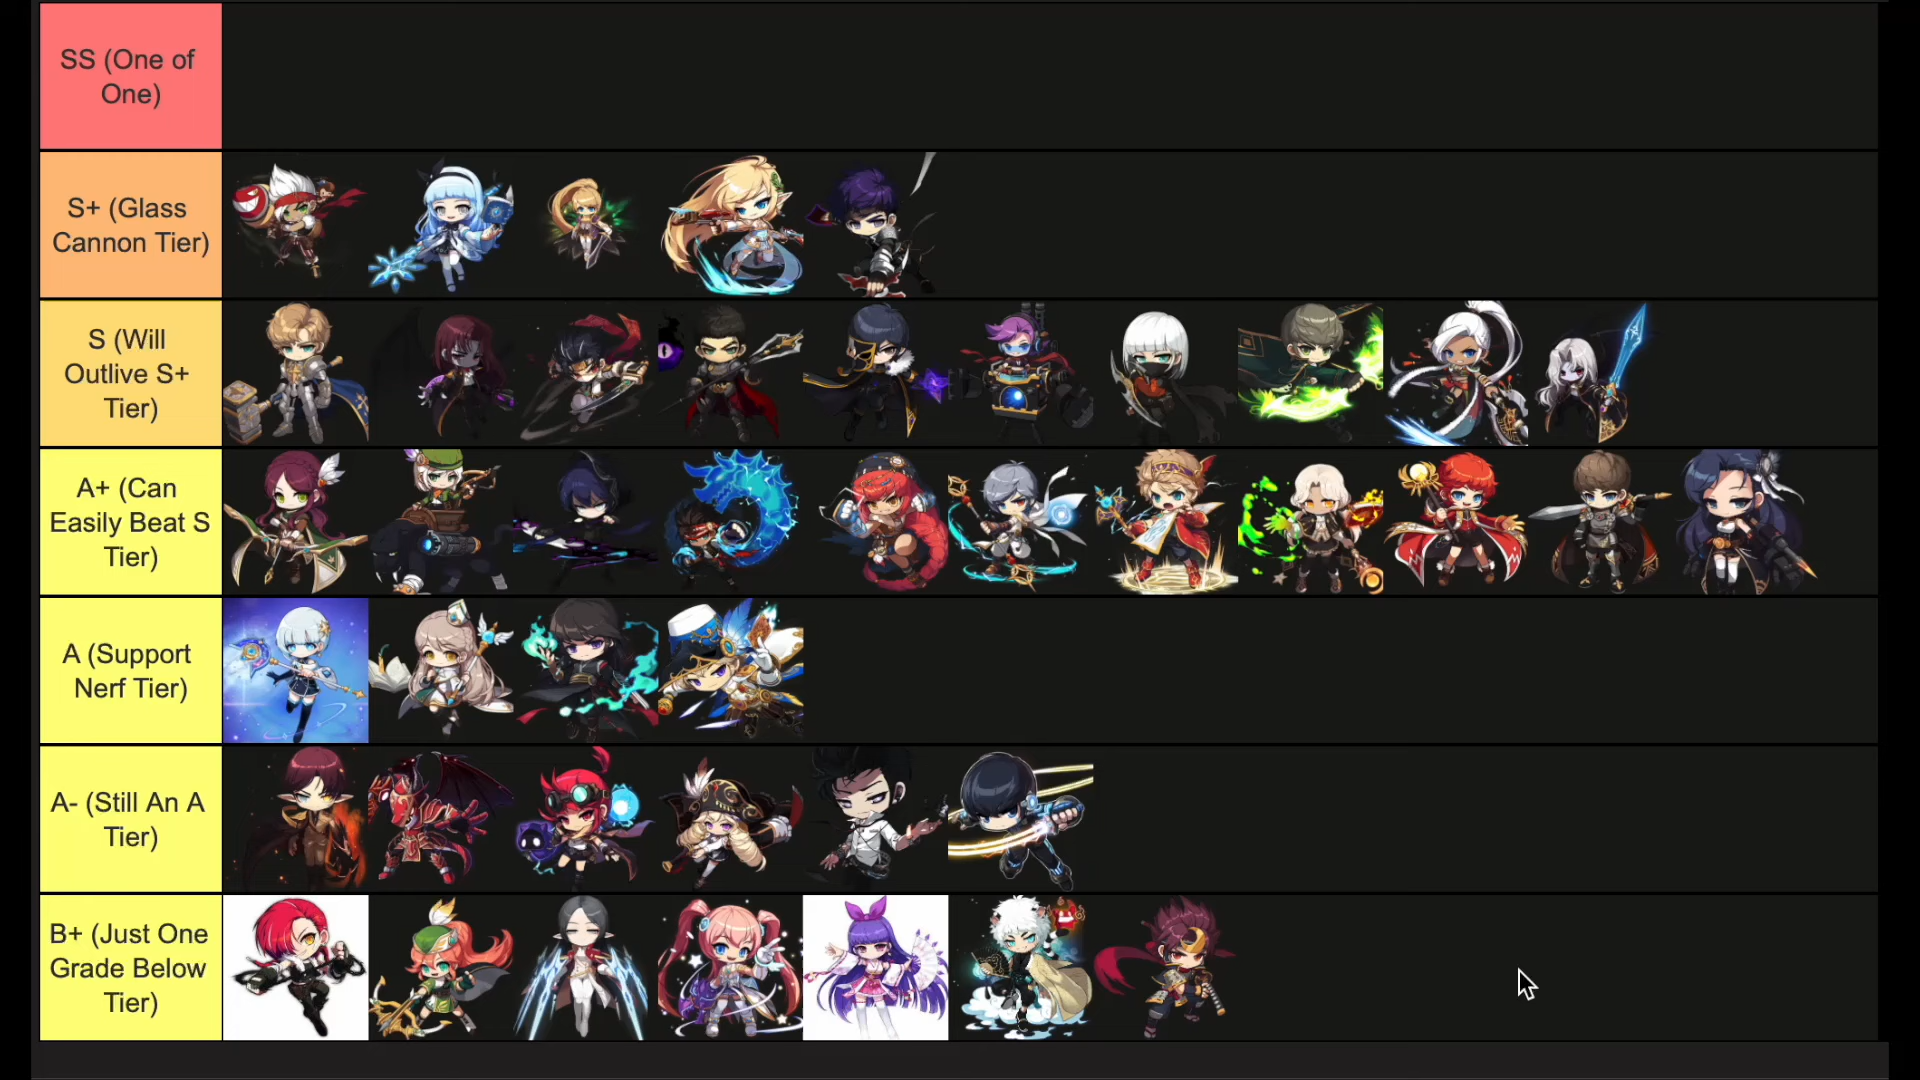 SS (One of
One)
S+ (Glass
Cannon Tier)
S (Will
Outlive S+
Tier)
A+ (Can
Easily Beat S
Tier)
A (Support
Nerf Tier)
A- (Still An A
Tier)
B+ (Just One
Grade Below
Tier)